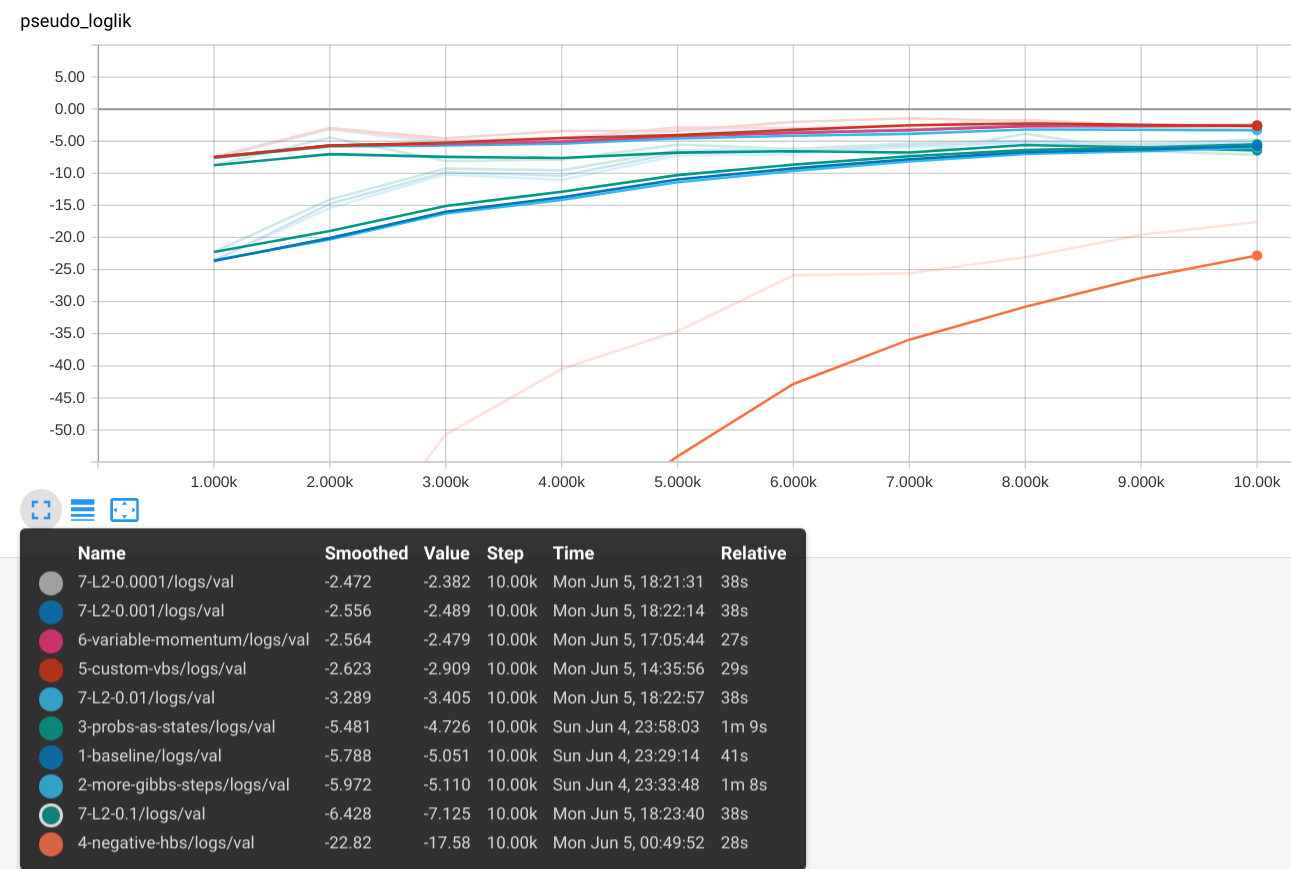 pseudo_loglik
5.00
0.00
-5.00
-10.0
-15.0
-20.0
-25.0
-30.0
-35.0
-40.0
-45.0
-50.0
1.000k 2.000k 3.000k 4.000k 5.000k 6.000k 7.000k 8.000k 9.000k 10.00k
Name Smoothed Value Step Time Relative
7-L2-0.0001/logs/val -2.472 -2.382 10.00k Mon Jun 5, 18:21:31 38s
7-L2-0.001/logs/val -2.556 -2.489 10.00k Mon Jun 5, 18:22:14 38s
6-variable-momentum/logs/val -2.564 -2.479 10.00k Mon Jun 5, 17:05:44 27s
5-custom-vbs/logs/val -2.623 -2.909 10.00k Mon Jun 5, 14:35:56 29s
7-L2-0.01/logs/val -3.289 -3.405 10.00k Mon Jun 5, 18:22:57 38s
3-probs-as-states/logs/val -5.481 -4.726 10.00k Sun Jun 4, 23:58:03 1m 9s
1-baseline/logs/val -5.788 -5.051 10.00k Sun Jun 4, 23:29:14 41s
2-more-gibbs-steps/logs/val -5.972 -5.110 10.00k Sun Jun 4, 23:33:48 1m 8s
7-L2-0.1/logs/val -6.428 -7.125 10.00k Mon Jun 5, 18:23:40 38s
4-negative-hbs/logs/val -22.82 -17.58 10.00k Mon Jun 5, 00:49:52 28s